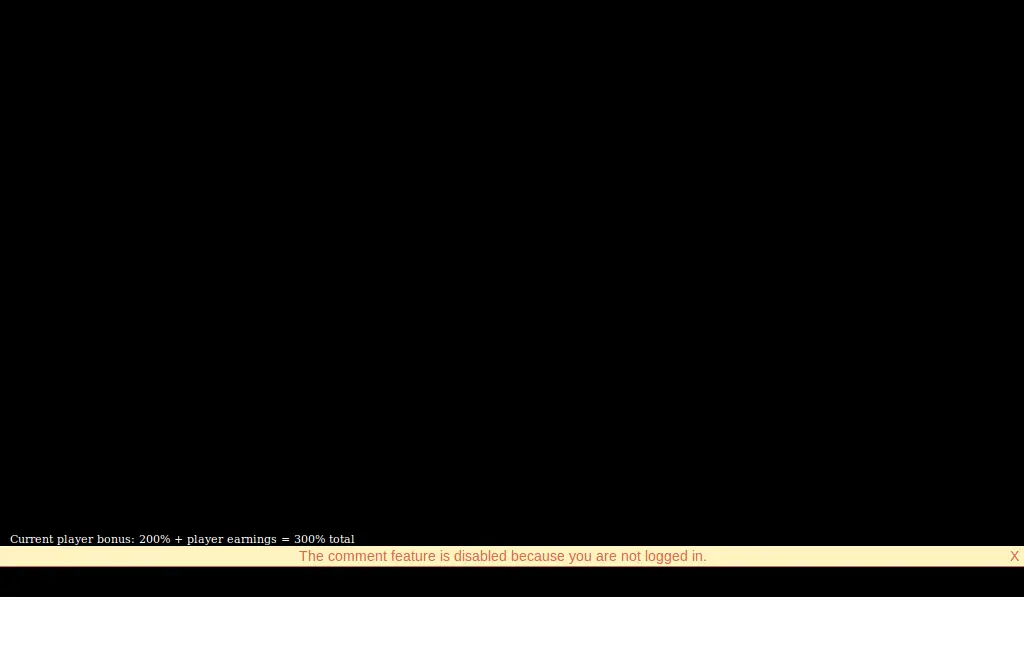 Current player bonus: 200% + player earnings = 300% total
The comment feature is disabled because you are not logged in. X